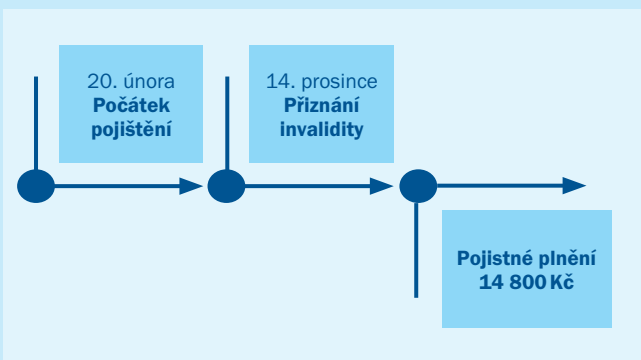 20. února
Počátek
pojištění
14. prosince
Přiznání
invalidity
Pojistné plnění
14 800 Kč